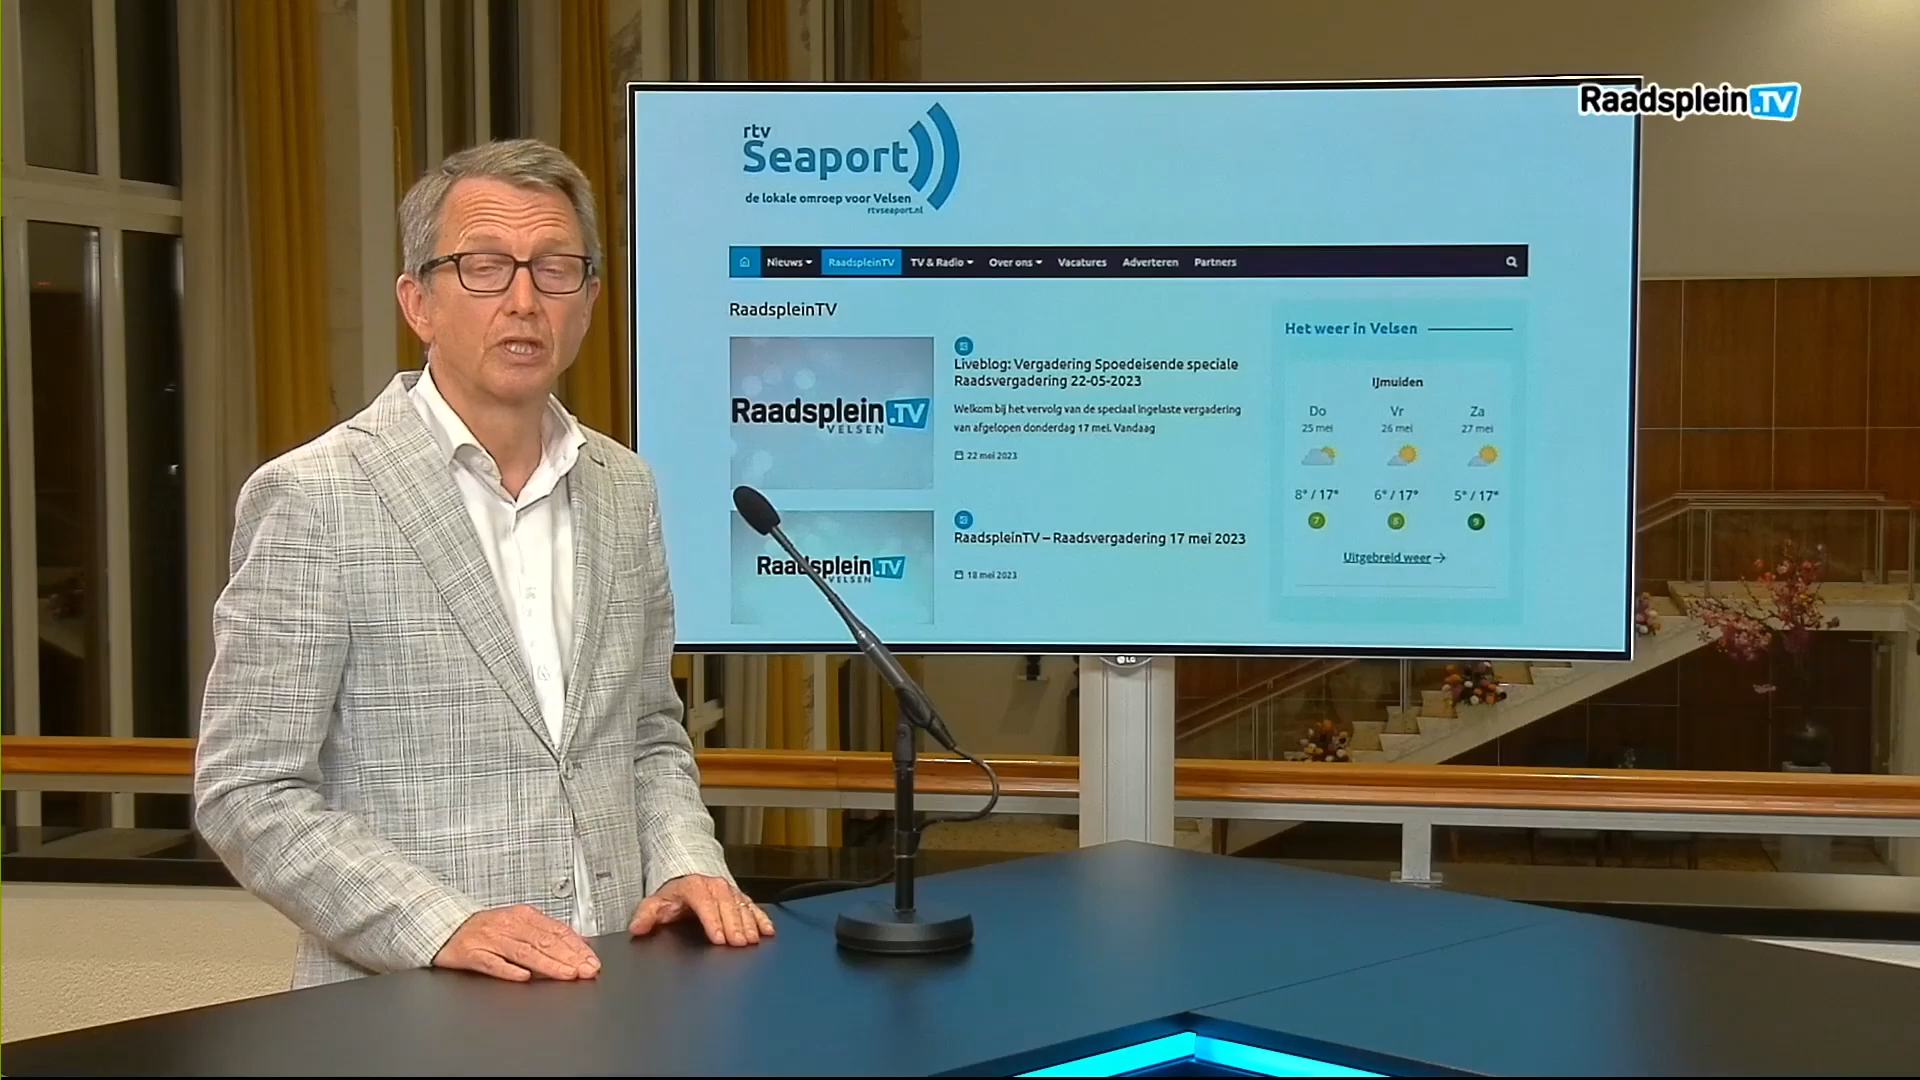 Raadsplein.TV
rtv
Seaport
de lokale omroep voor Velsen
rtvseaport.nl
Nieuws RaadspleinTV TV & Radio Over ons Vacatures Adverteren Partners
RaadspleinTV
Raadsplein.TV
VELSEN
Liveblog: Vergadering Spoedeisende speciale
Raadsvergadering 22-05-2023
Welkom bij het vervolg van de speciaal ingelaste vergadering
van afgelopen donderdag 17 mei. Vandaag
22 mei 2023
Raadsplein.TV
VELSEN
RaadspleinTV – Raadsvergadering 17 mei 2023
18 mei 2023
Het weer in Velsen
IJmuiden
Do Vr Za
25 mei 26 mei 27 mei
8° / 17° 6° / 17° 5° / 17°
7 8 9
Uitgebreid weer →
LG